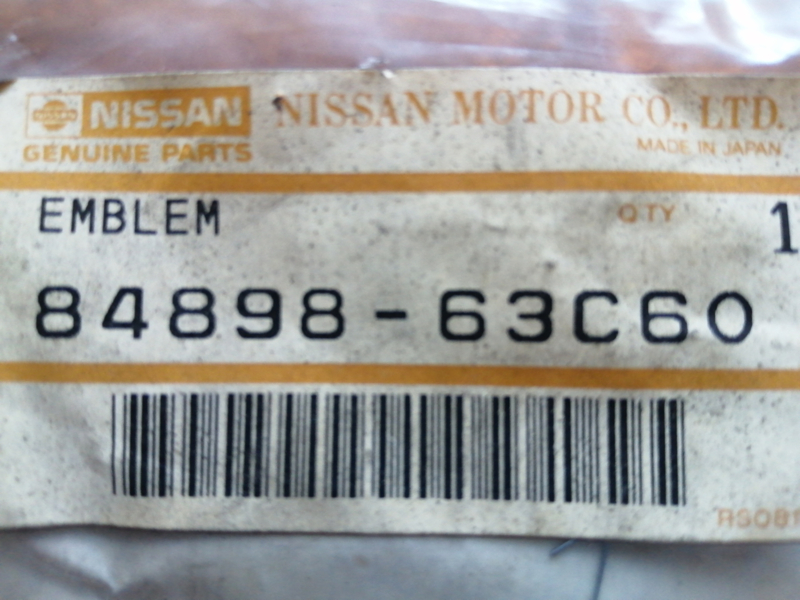 NISSAN NISSAN MOTOR CO., LTD.
GENUINE PARTS MADE IN JAPAN
EMBLEM QTY 1
84898-63C60